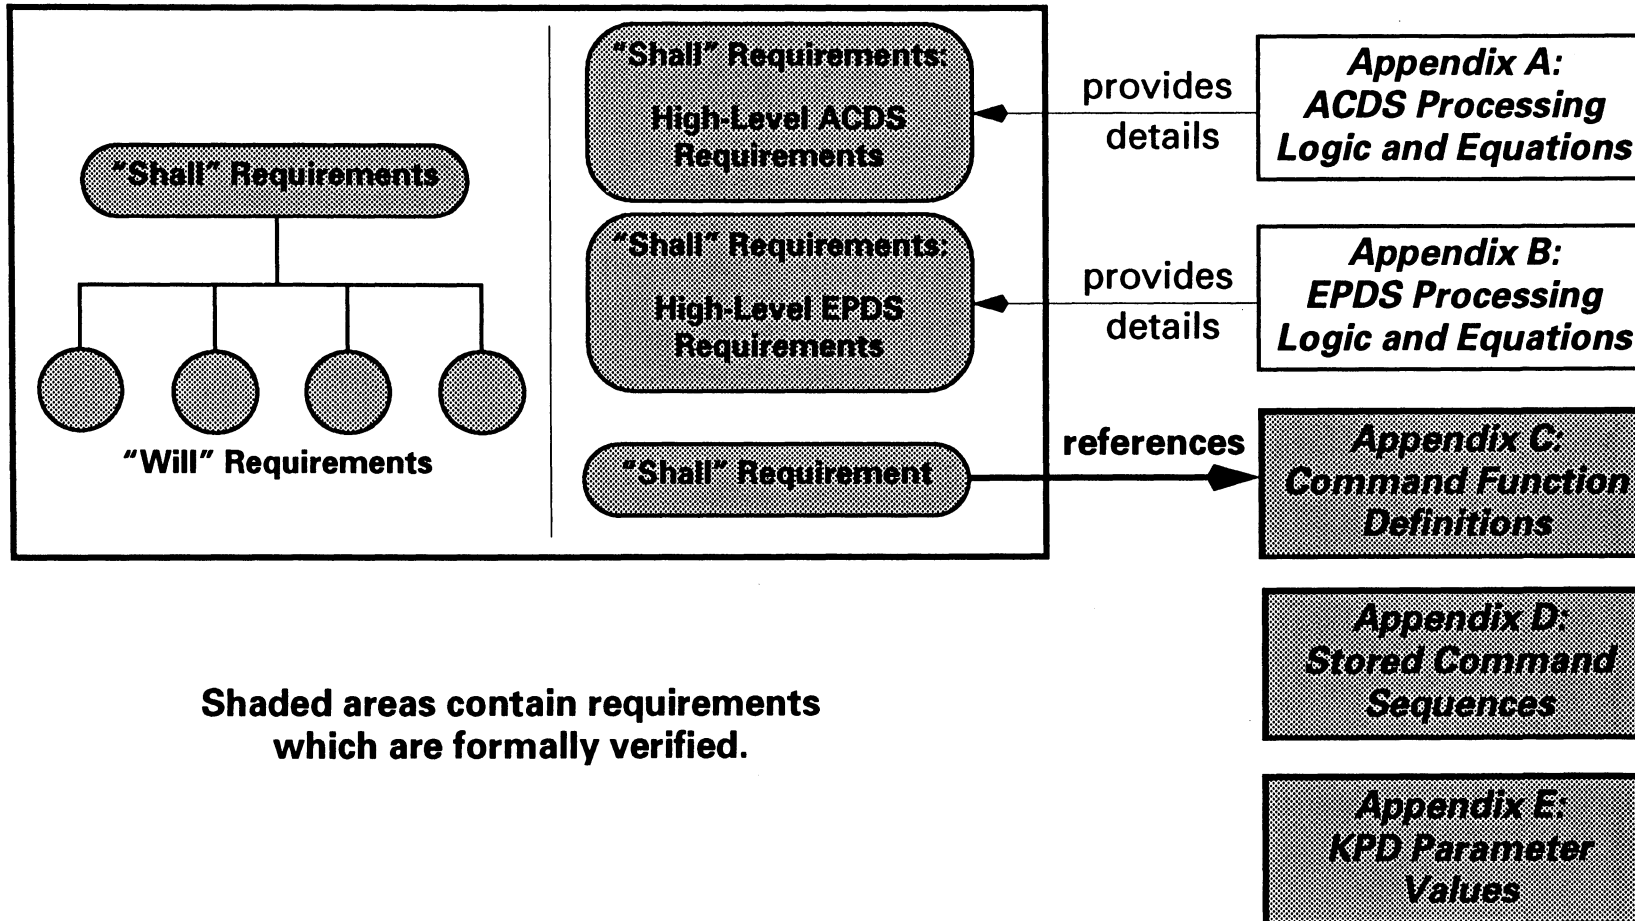 "Shall" Requirements
"Will" Requirements
"Shall" Requirements:
High-Level ACDS
Requirements
"Shall" Requirements:
High-Level EPDS
Requirements
"Shall" Requirement
provides
details
provides
details
references
Appendix A:
ACDS Processing
Logic and Equations
Appendix B:
EPDS Processing
Logic and Equations
Appendix C:
Command Function
Definitions
Appendix D:
Stored Command
Sequences
Appendix E:
KPD Parameter
Values
Shaded areas contain requirements
which are formally verified.